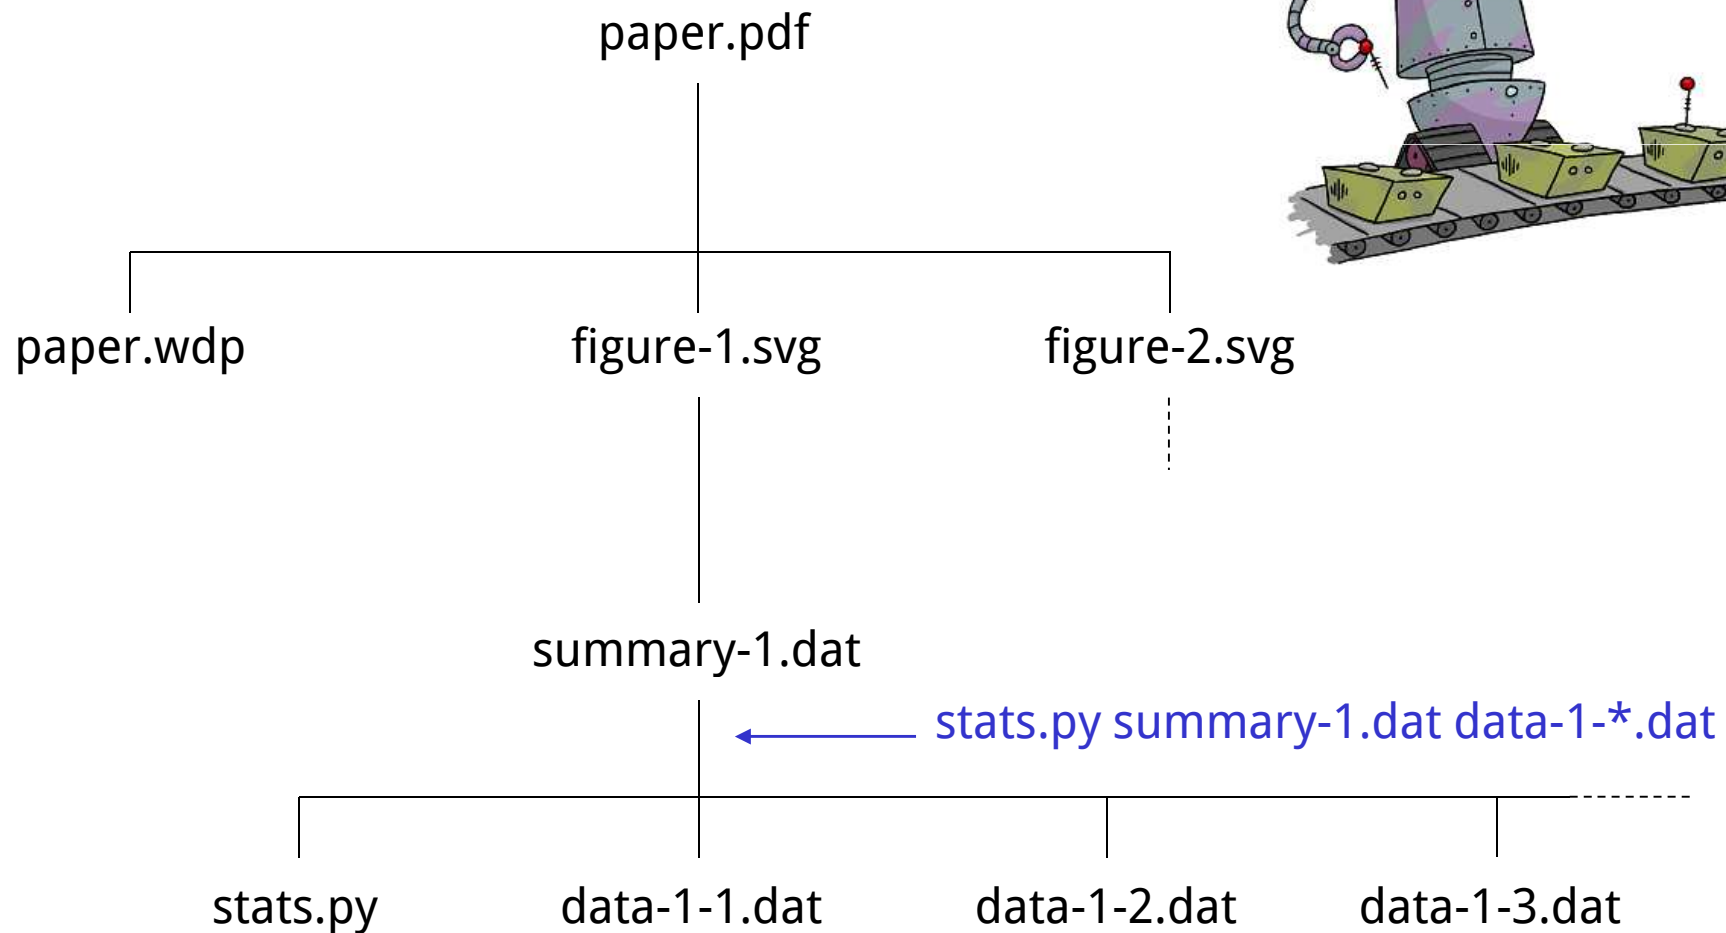 paper.pdf
paper.wdp
figure-1.svg
figure-2.svg
summary-1.dat
stats.py summary-1.dat data-1-*.dat
stats.py
data-1-1.dat
data-1-2.dat
data-1-3.dat